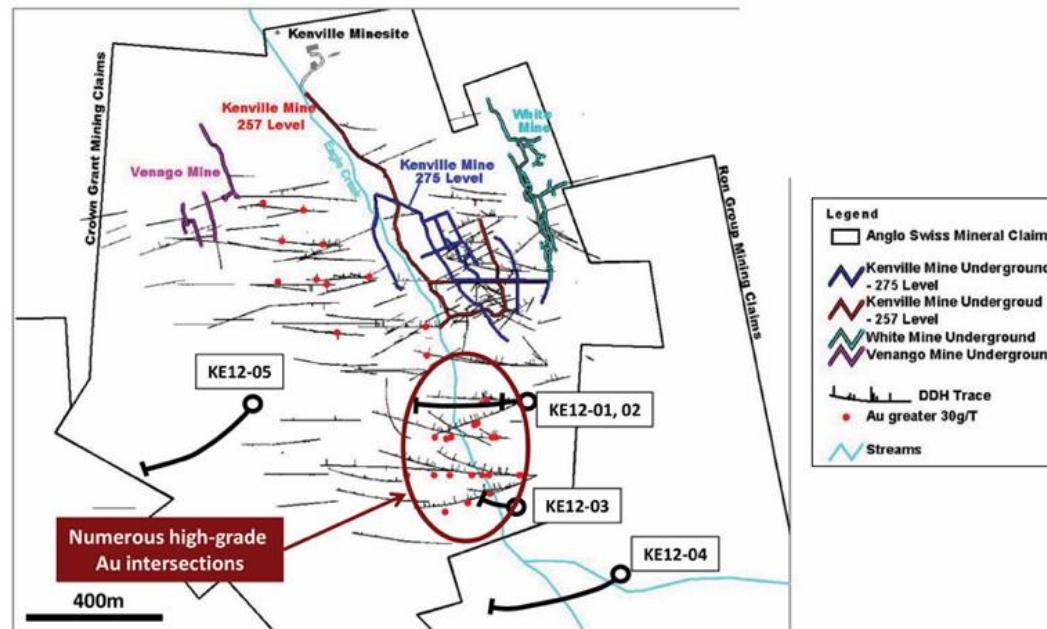 Kenville Minesite
Kenville Mine
257 Level
White
Mine
Crown Grant Mining Claims
Venago Mine
Eagle Creek
Kenville Mine
275 Level
Ron Group Mining Claims
KE12-05
KE12-01, 02
KE12-03
KE12-04
Numerous high-grade
Au intersections
400m
Legend
Anglo Swiss Mineral Claim
Kenville Mine Underground
- 275 Level
Kenville Mine Undergroud
- 257 Level
White Mine Underground
Venango Mine Underground
DDH Trace
Au greater 30g/T
Streams